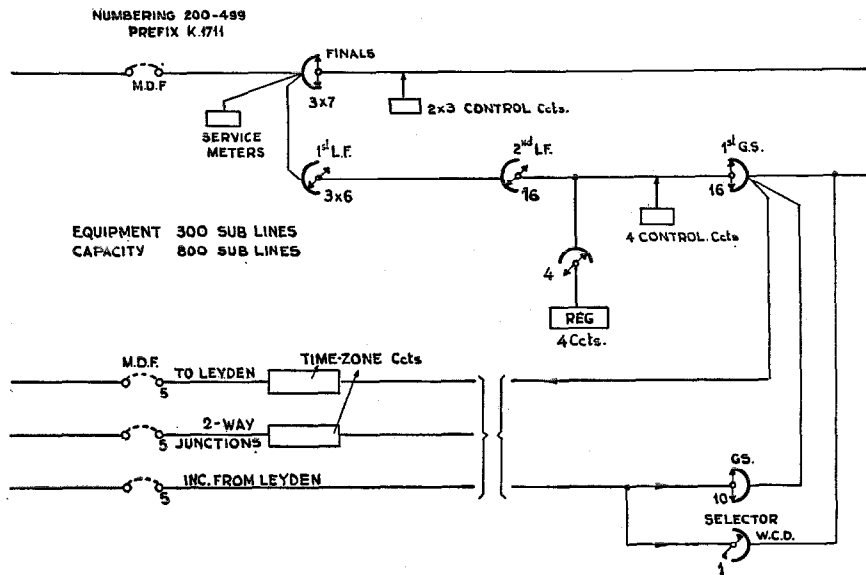 NUMBERING 200-499
PREFIX K.1711
FINALS
M.D.F
3x7
2x3 CONTROL Ccts.
SERVICE
METERS
1st L.F.
2nd L.F.
1st G.S.
3x6
16
16
EQUIPMENT 300 SUB LINES
CAPACITY 800 SUB LINES
4 CONTROL. Ccts
4
REG
4 Ccts.
M.D.F.
TO LEYDEN
TIME-ZONE Ccts
5
2-WAY
JUNCTIONS
5
INC. FROM LEYDEN
5
GS.
10
SELECTOR
W.C.D.
1